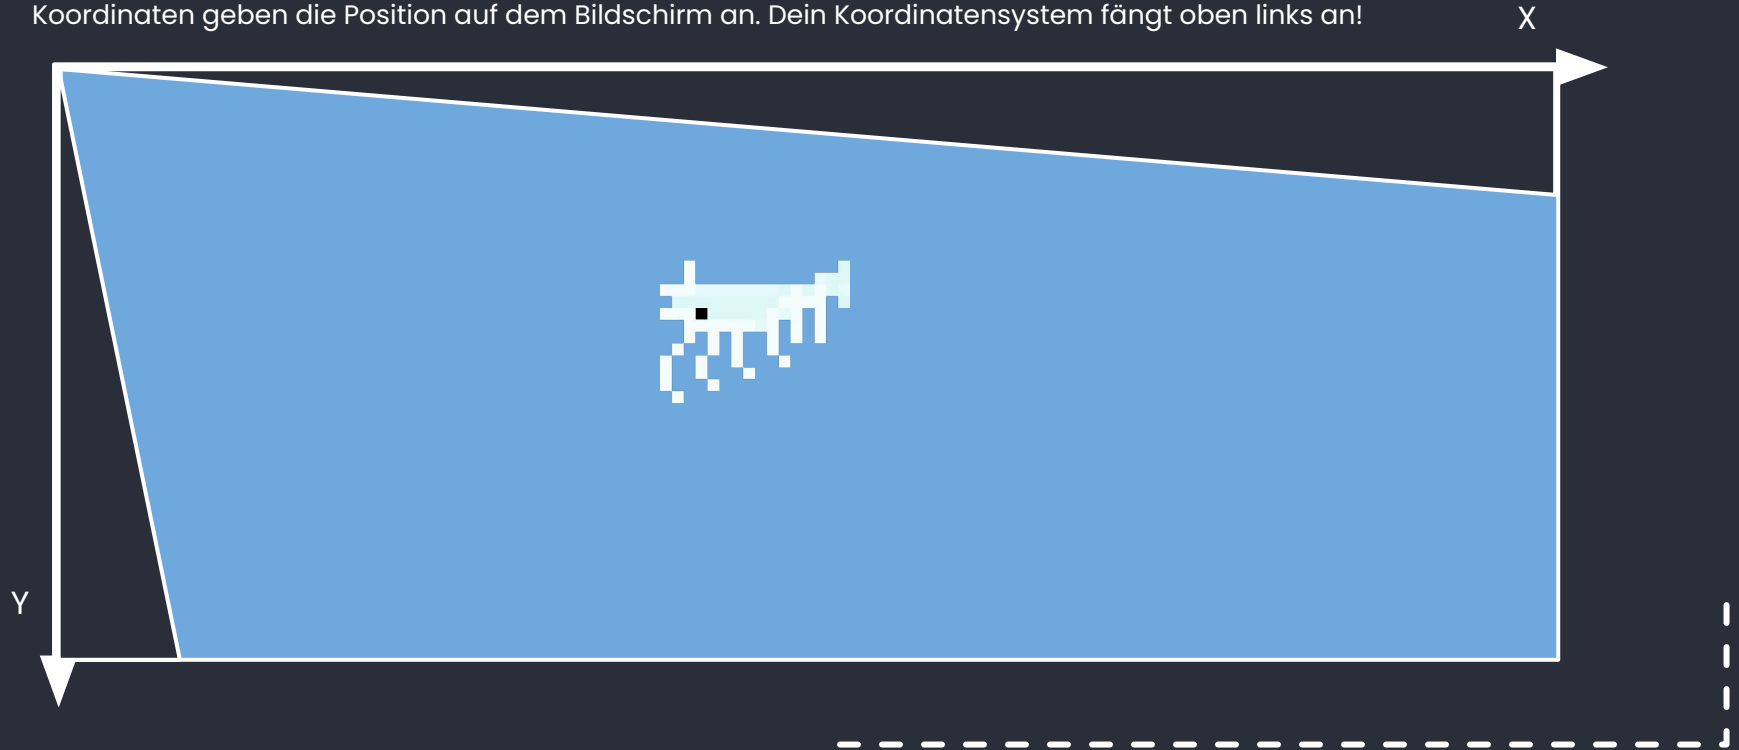 Koordinaten geben die Position auf dem Bildschirm an. Dein Koordinatensystem fängt oben links an!
X
Y